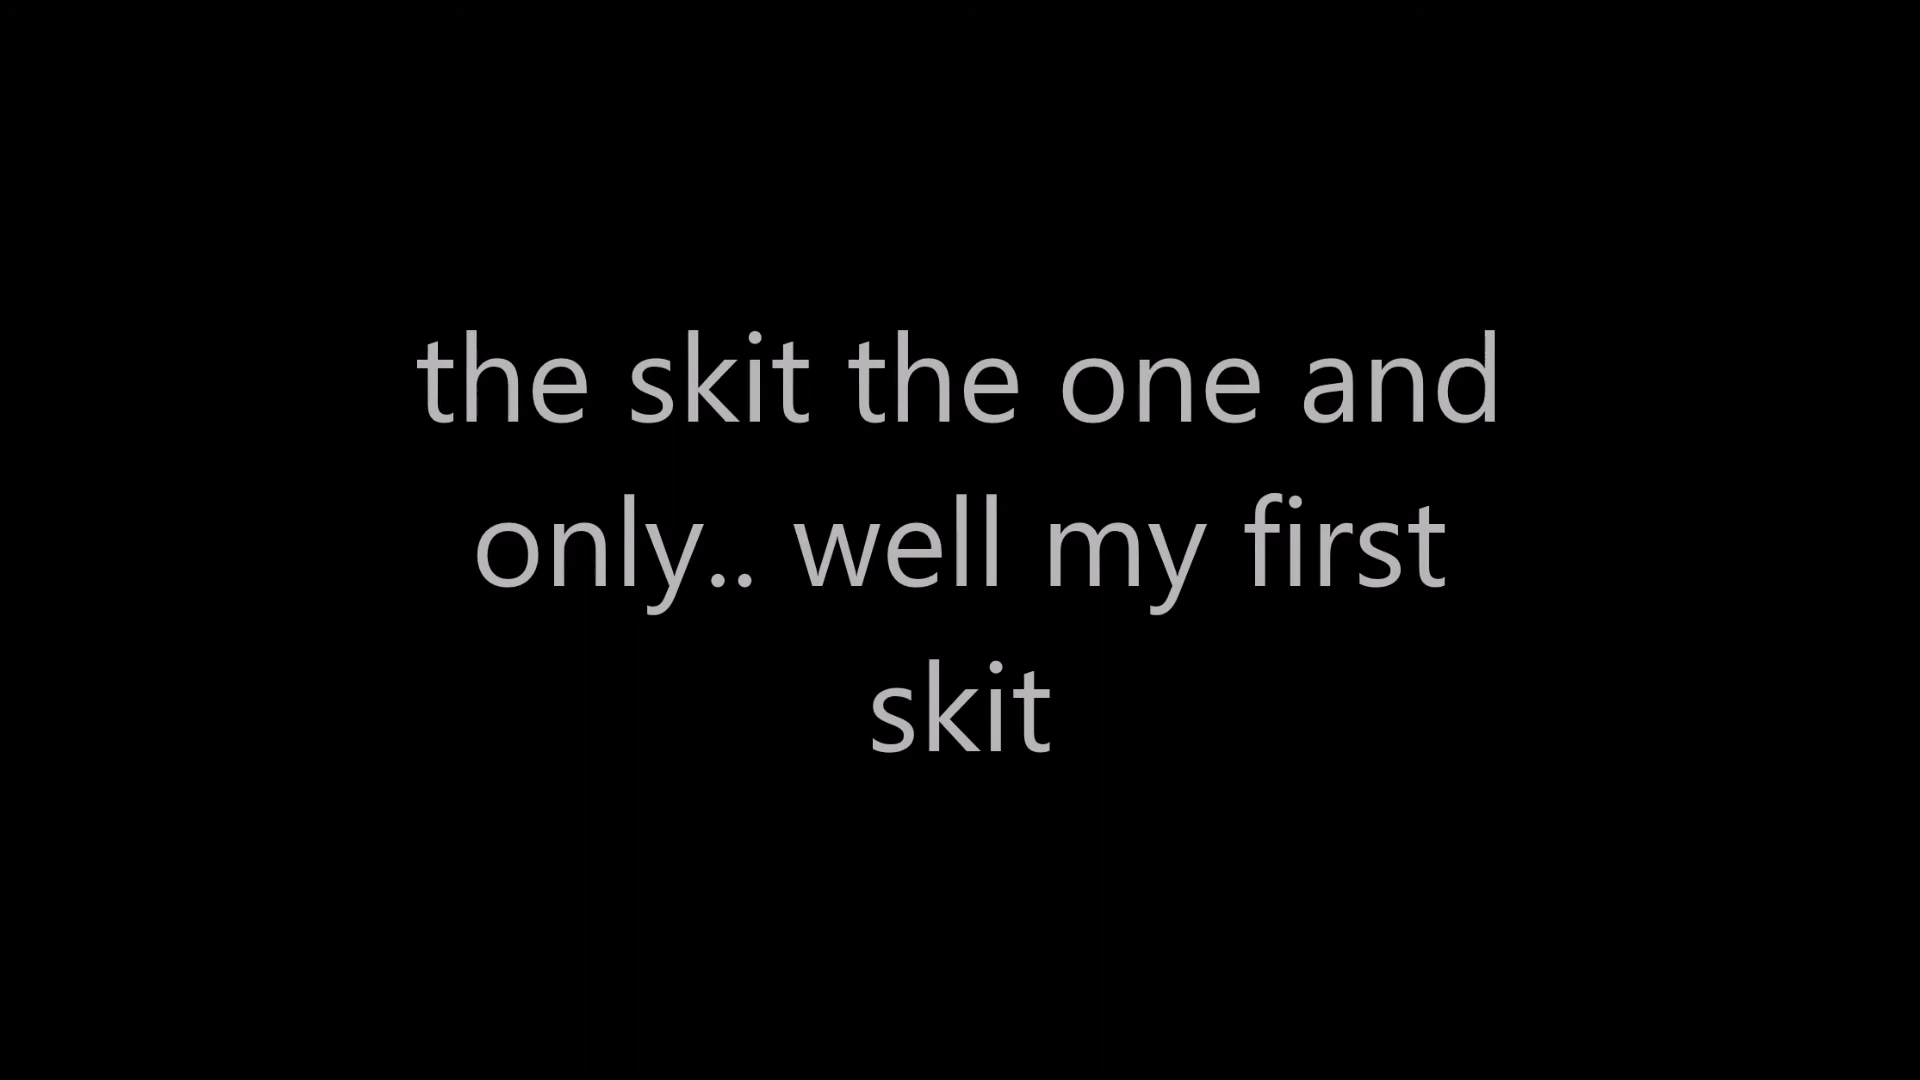 the skit the one and
only.. well my first
skit